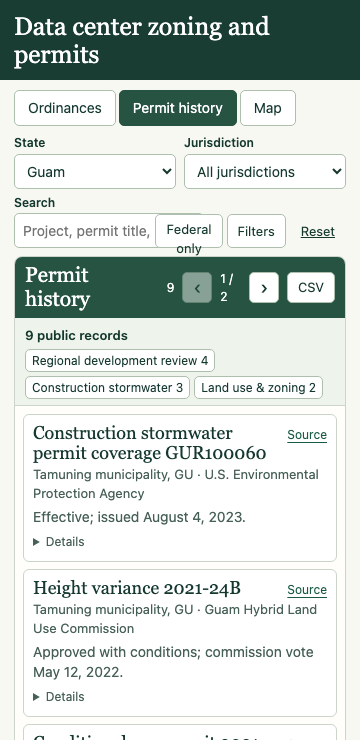 Data center zoning and
permits
Ordinances
Permit history
Map
State
Jurisdiction
Guam
All jurisdictions
Search
Project, permit title,
Federal
only
Filters
Reset
Permit
history
9
‹
1 /
2
›
CSV
9 public records
Regional development review 4
Construction stormwater 3
Land use & zoning 2
Construction stormwater
permit coverage GUR100060
Source
Tamuning municipality, GU · U.S. Environmental
Protection Agency
Effective; issued August 4, 2023.
Details
Height variance 2021-24B
Source
Tamuning municipality, GU · Guam Hybrid Land
Use Commission
Approved with conditions; commission vote
May 12, 2022.
Details